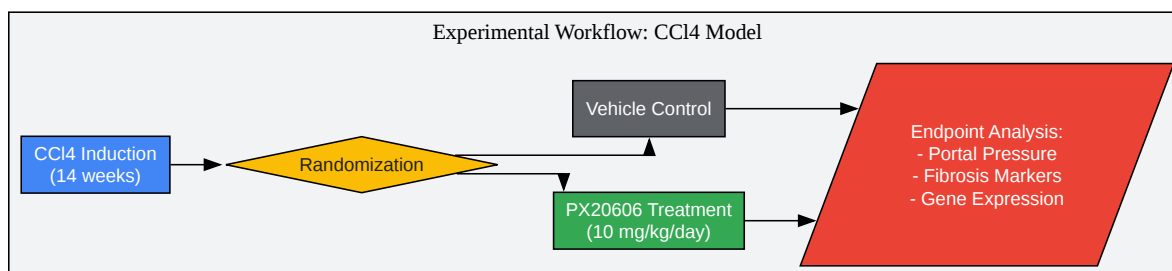 Experimental Workflow: CCl4 Model
CCl4 Induction
(14 weeks)
Randomization
Vehicle Control
PX20606 Treatment
(10 mg/kg/day)
Endpoint Analysis:
- Portal Pressure
- Fibrosis Markers
- Gene Expression